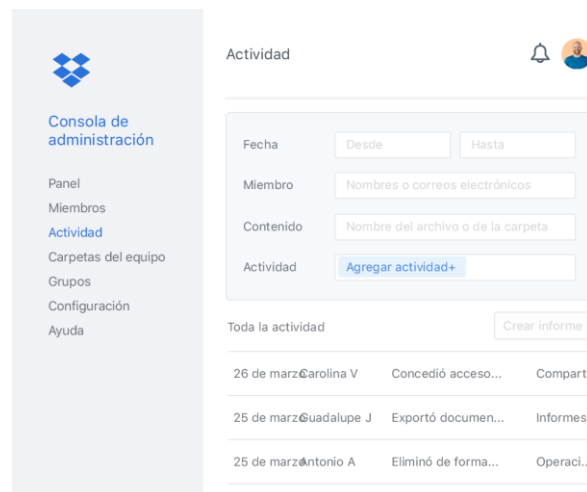 Actividad
Consola de
administración
Panel
Miembros
Actividad
Carpetas del equipo
Grupos
Configuración
Ayuda
Fecha Desde Hasta
Miembro Nombres o correos electrónicos
Contenido Nombre del archivo o de la carpeta
Actividad Agregar actividad+
Toda la actividad Crear informe
26 de marzo Carolina V Concedió acceso... Compart
25 de marzo Guadalupe J Exportó documen... Informes
25 de marzo Antonio A Eliminó de forma... Operaci...